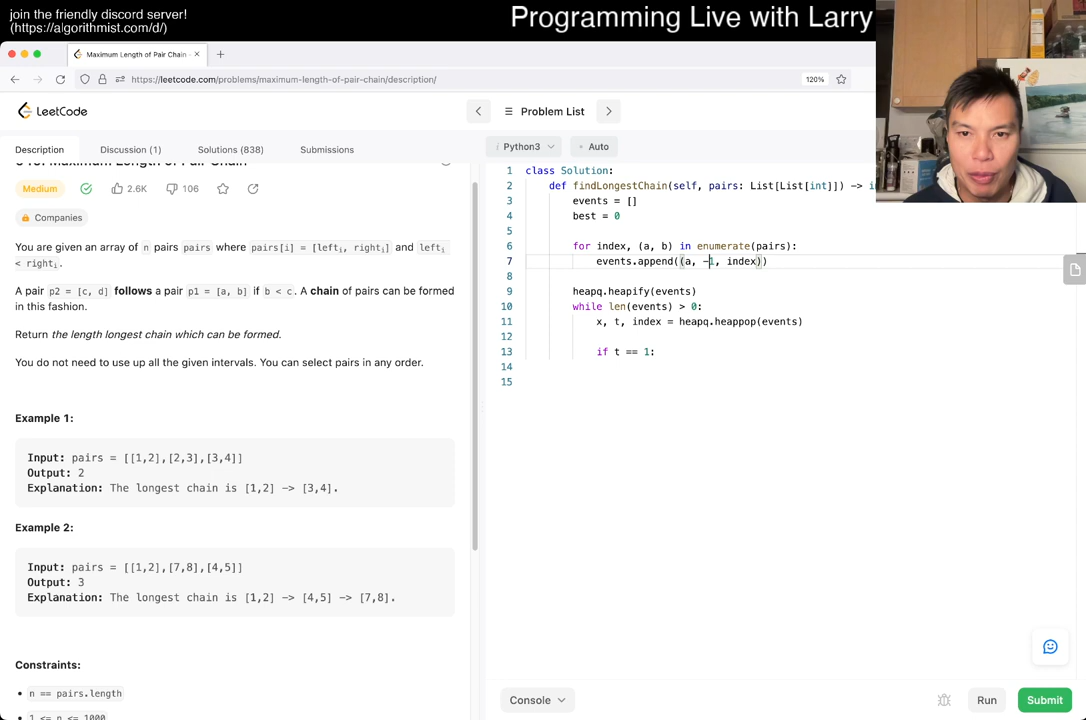 join the friendly discord server!
(https://algorithmist.com/d/)
Programming Live with Larry
Maximum Length of Pair Chain -
https://leetcode.com/problems/maximum-length-of-pair-chain/description/
120%
LeetCode
Problem List
Description
Discussion (1)
Solutions (838)
Submissions
Python3
Auto
Medium
2.6K
106
Companies
You are given an array of n pairs pairs where pairs[i] = [lefti, righti] and lefti
< righti.
A pair p2 = [c, d] follows a pair p1 = [a, b] if b < c. A chain of pairs can be formed
in this fashion.
Return the length longest chain which can be formed.
You do not need to use up all the given intervals. You can select pairs in any order.
Example 1:
Input: pairs = [[1,2],[2,3],[3,4]]
Output: 2
Explanation: The longest chain is [1,2] -> [3,4].
Example 2:
Input: pairs = [[1,2],[7,8],[4,5]]
Output: 3
Explanation: The longest chain is [1,2] -> [4,5] -> [7,8].
Constraints:
n == pairs.length
1 <= n <= 1000
1 class Solution:
2 def findLongestChain(self, pairs: List[List[int]]) -> i
3 events = []
4 best = 0
5
6 for index, (a, b) in enumerate(pairs):
7 events.append((a, -1, index))
8
9 heapq.heapify(events)
10 while len(events) > 0:
11 x, t, index = heapq.heappop(events)
12
13 if t == 1:
14
15
Console
Run
Submit